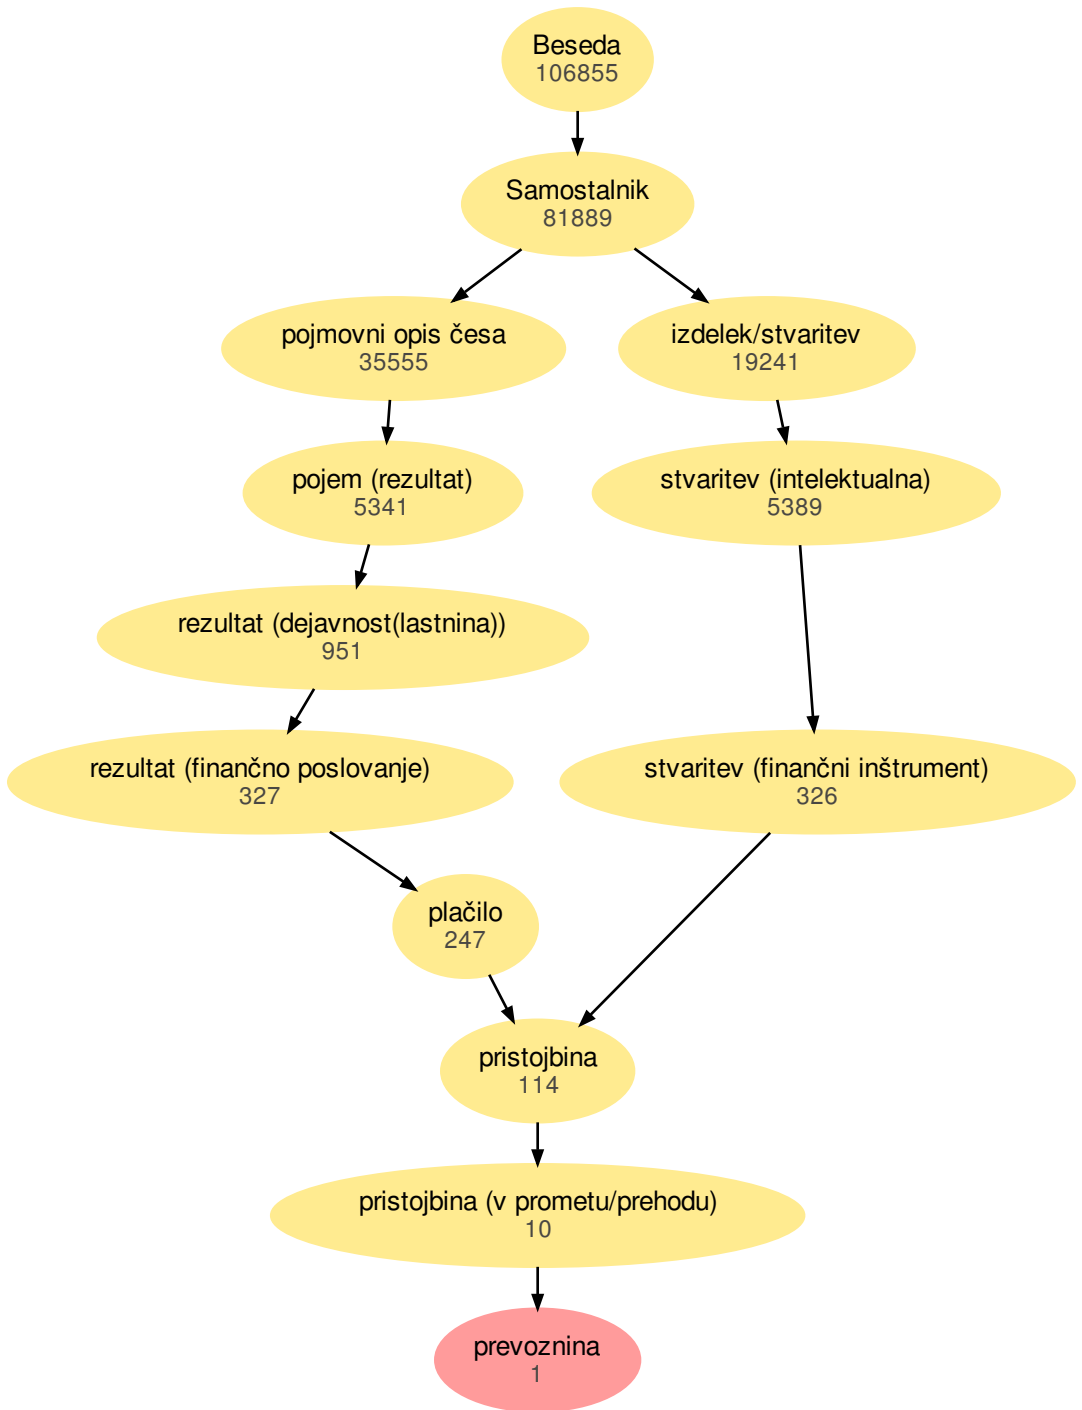 Beseda
106855
Samostalnik
81889
pojmovni opis česa
35555
izdelek/stvaritev
19241
pojem (rezultat)
5341
stvaritev (intelektualna)
5389
rezultat (dejavnost(lastnina))
951
rezultat (finančno poslovanje)
327
stvaritev (finančni inštrument)
326
plačilo
247
pristojbina
114
pristojbina (v prometu/prehodu)
10
prevoznina
1